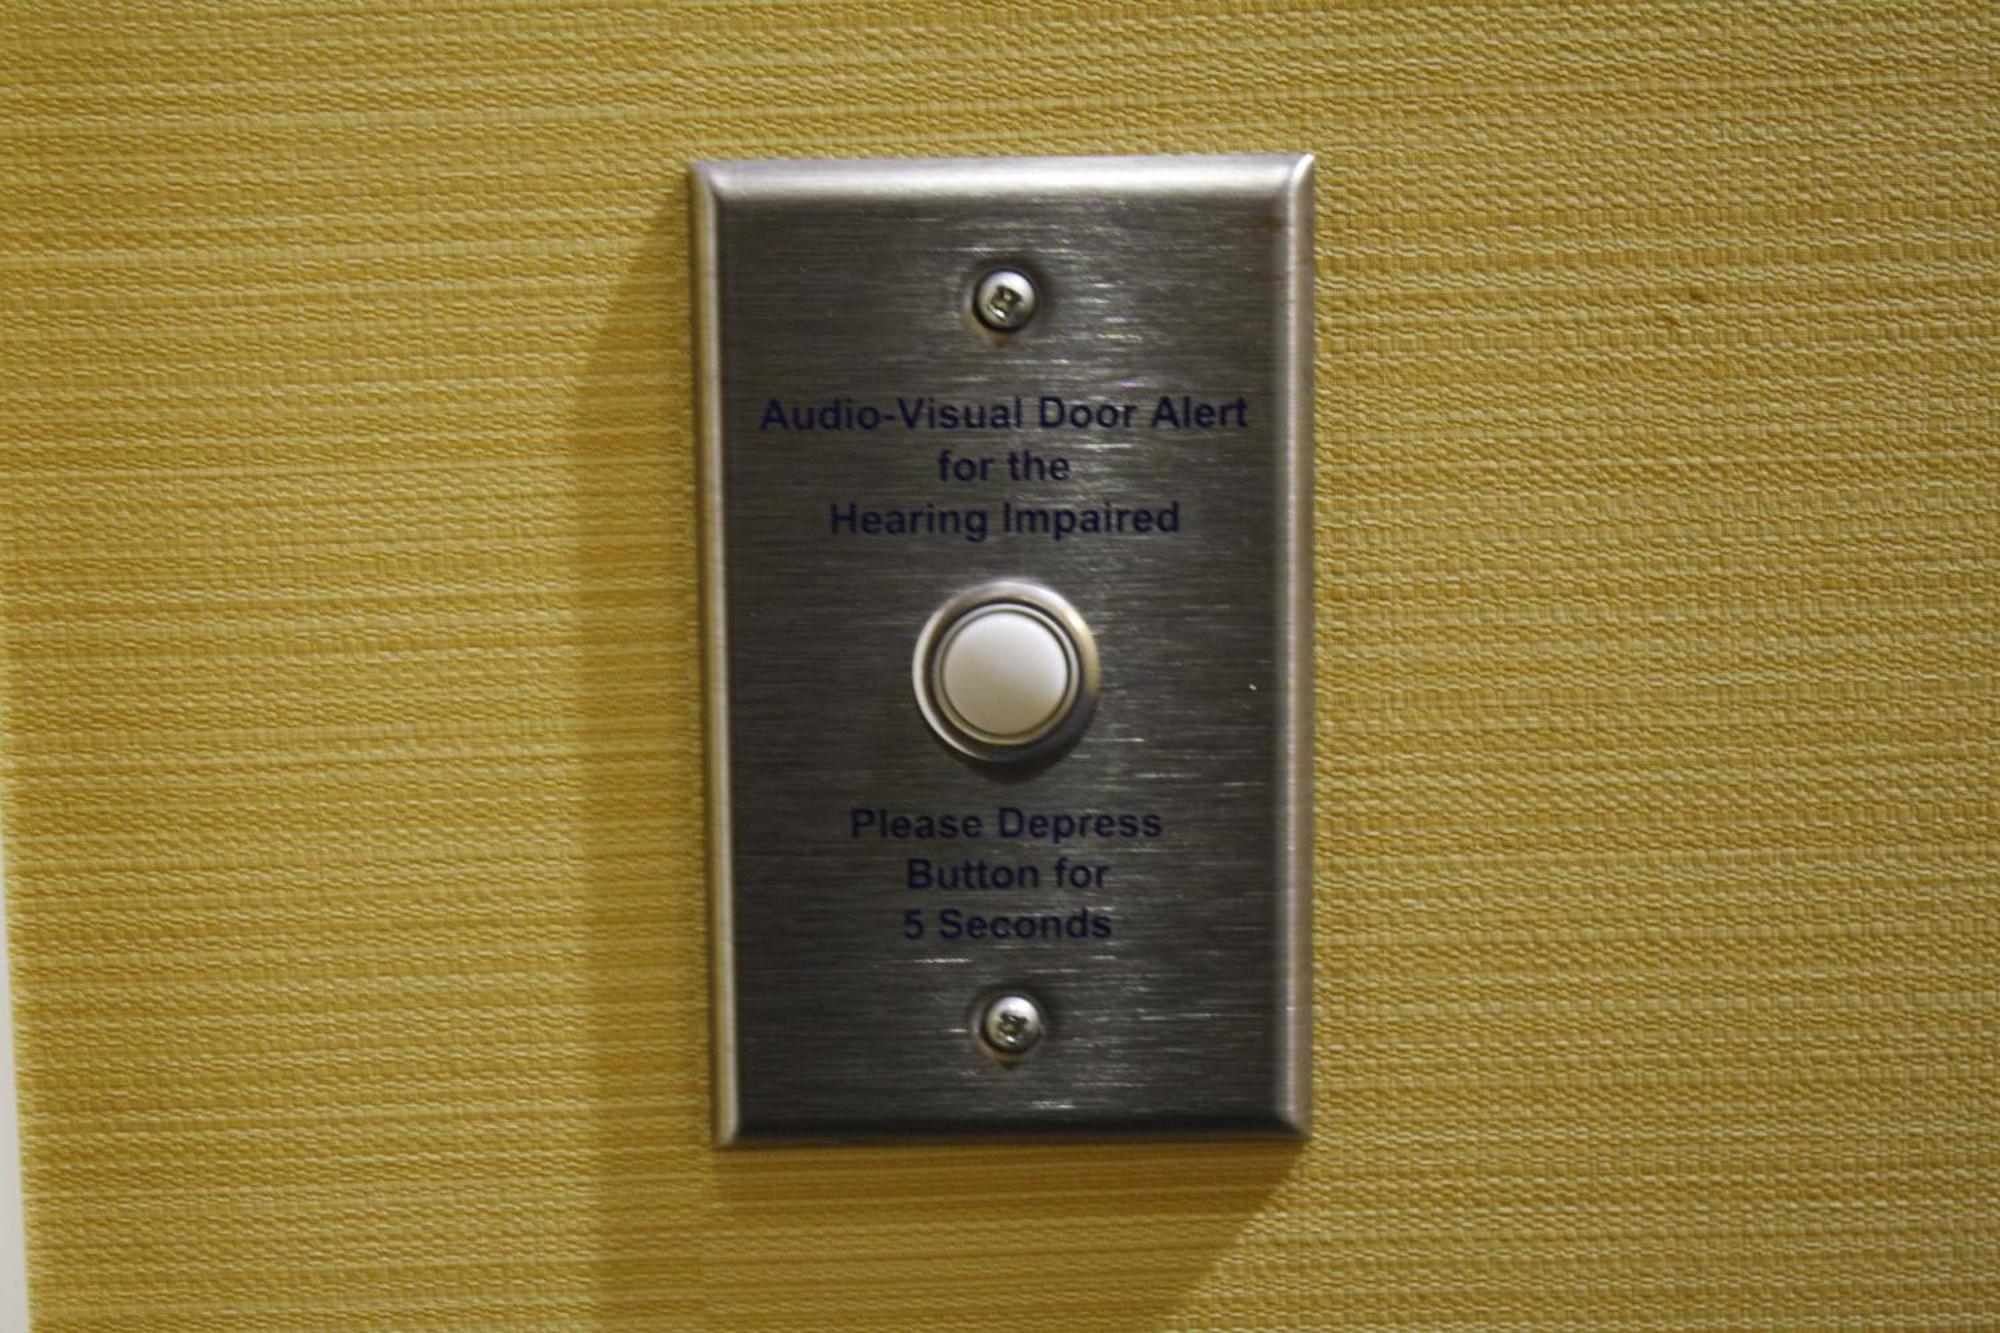 Audio-Visual Door Alert
for the
Hearing Impaired
Please Depress
Button for
5 Seconds